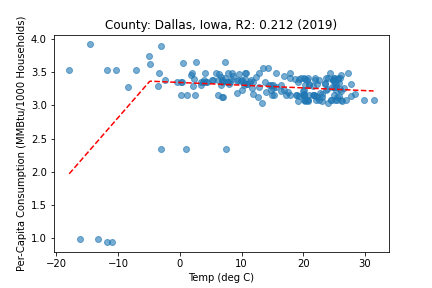 County: Dallas, Iowa, R2: 0.212 (2019)
Per-Capita Consumption (MMBtu/1000 Households)
4.0
3.5
3.0
2.5
2.0
1.5
1.0
−20 −10 0 10 20 30
Temp (deg C)